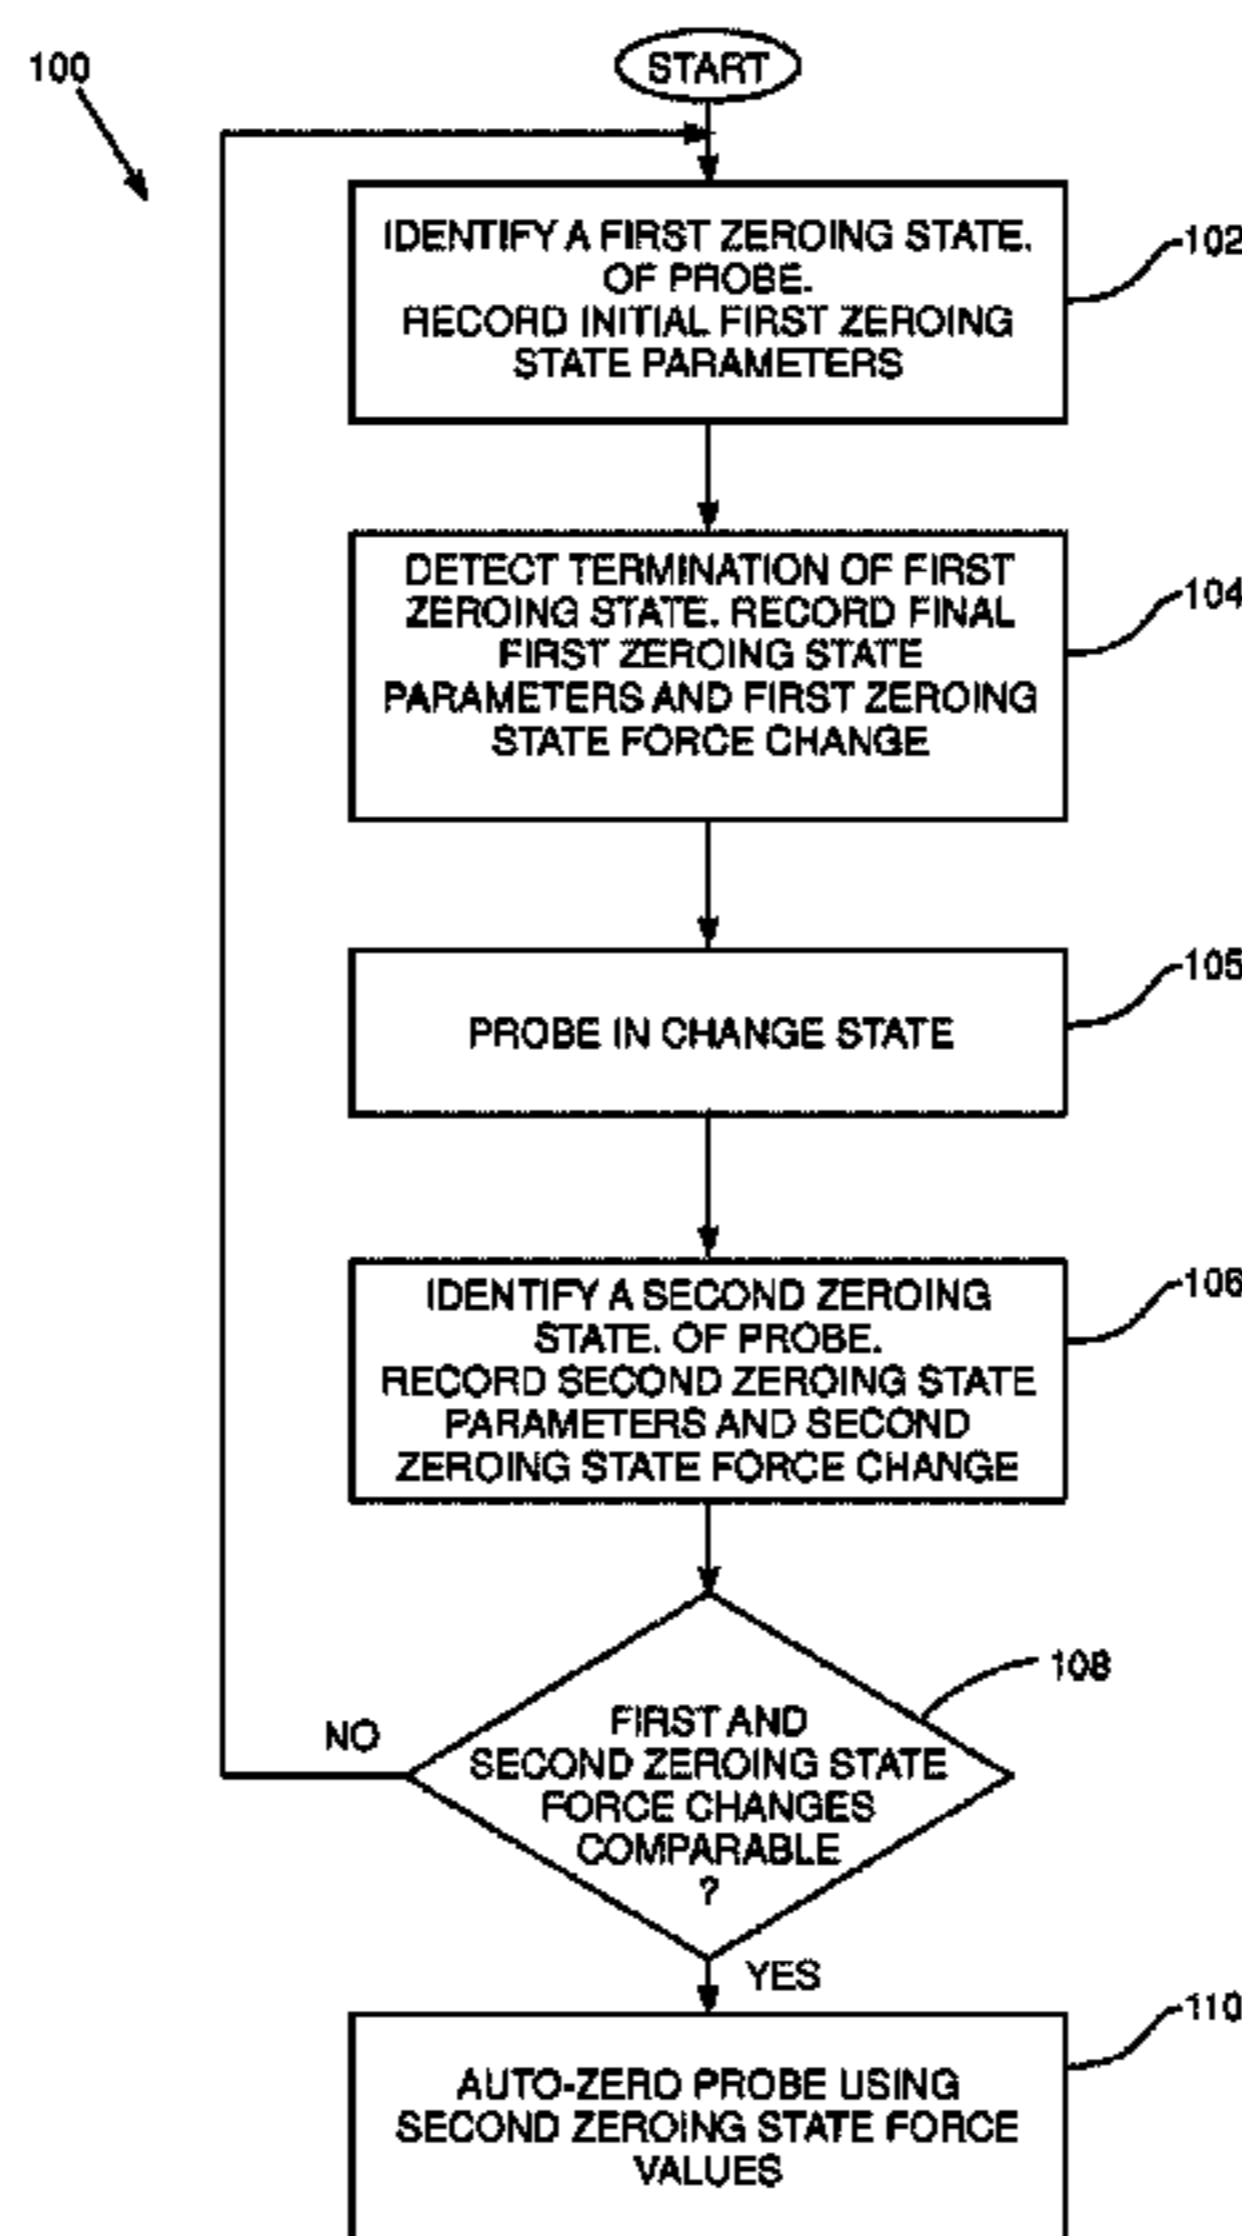 100
START
IDENTIFY A FIRST ZEROING STATE.
OF PROBE.
RECORD INITIAL FIRST ZEROING
STATE PARAMETERS
102
DETECT TERMINATION OF FIRST
ZEROING STATE. RECORD FINAL
FIRST ZEROING STATE
PARAMETERS AND FIRST ZEROING
STATE FORCE CHANGE
104
PROBE IN CHANGE STATE
105
IDENTIFY A SECOND ZEROING
STATE. OF PROBE.
RECORD SECOND ZEROING STATE
PARAMETERS AND SECOND
ZEROING STATE FORCE CHANGE
106
FIRST AND
SECOND ZEROING STATE
FORCE CHANGES
COMPARABLE
?
108
NO
YES
AUTO-ZERO PROBE USING
SECOND ZEROING STATE FORCE
VALUES
110